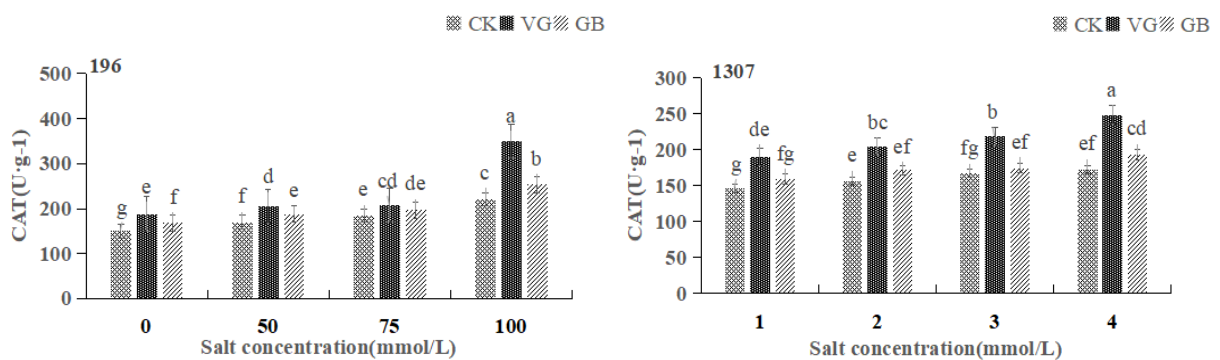 CK VG GB
196
500
400
300
200
100
0
CAT(U·g-1)
g e f f d e e cd de c a b
0 50 75 100
Salt concentration(mmol/L)
CK VG GB
1307
300
250
200
150
100
50
0
CAT(U·g-1)
g de fg e bc ef fg b ef ef a cd
1 2 3 4
Salt concentration(mmol/L)